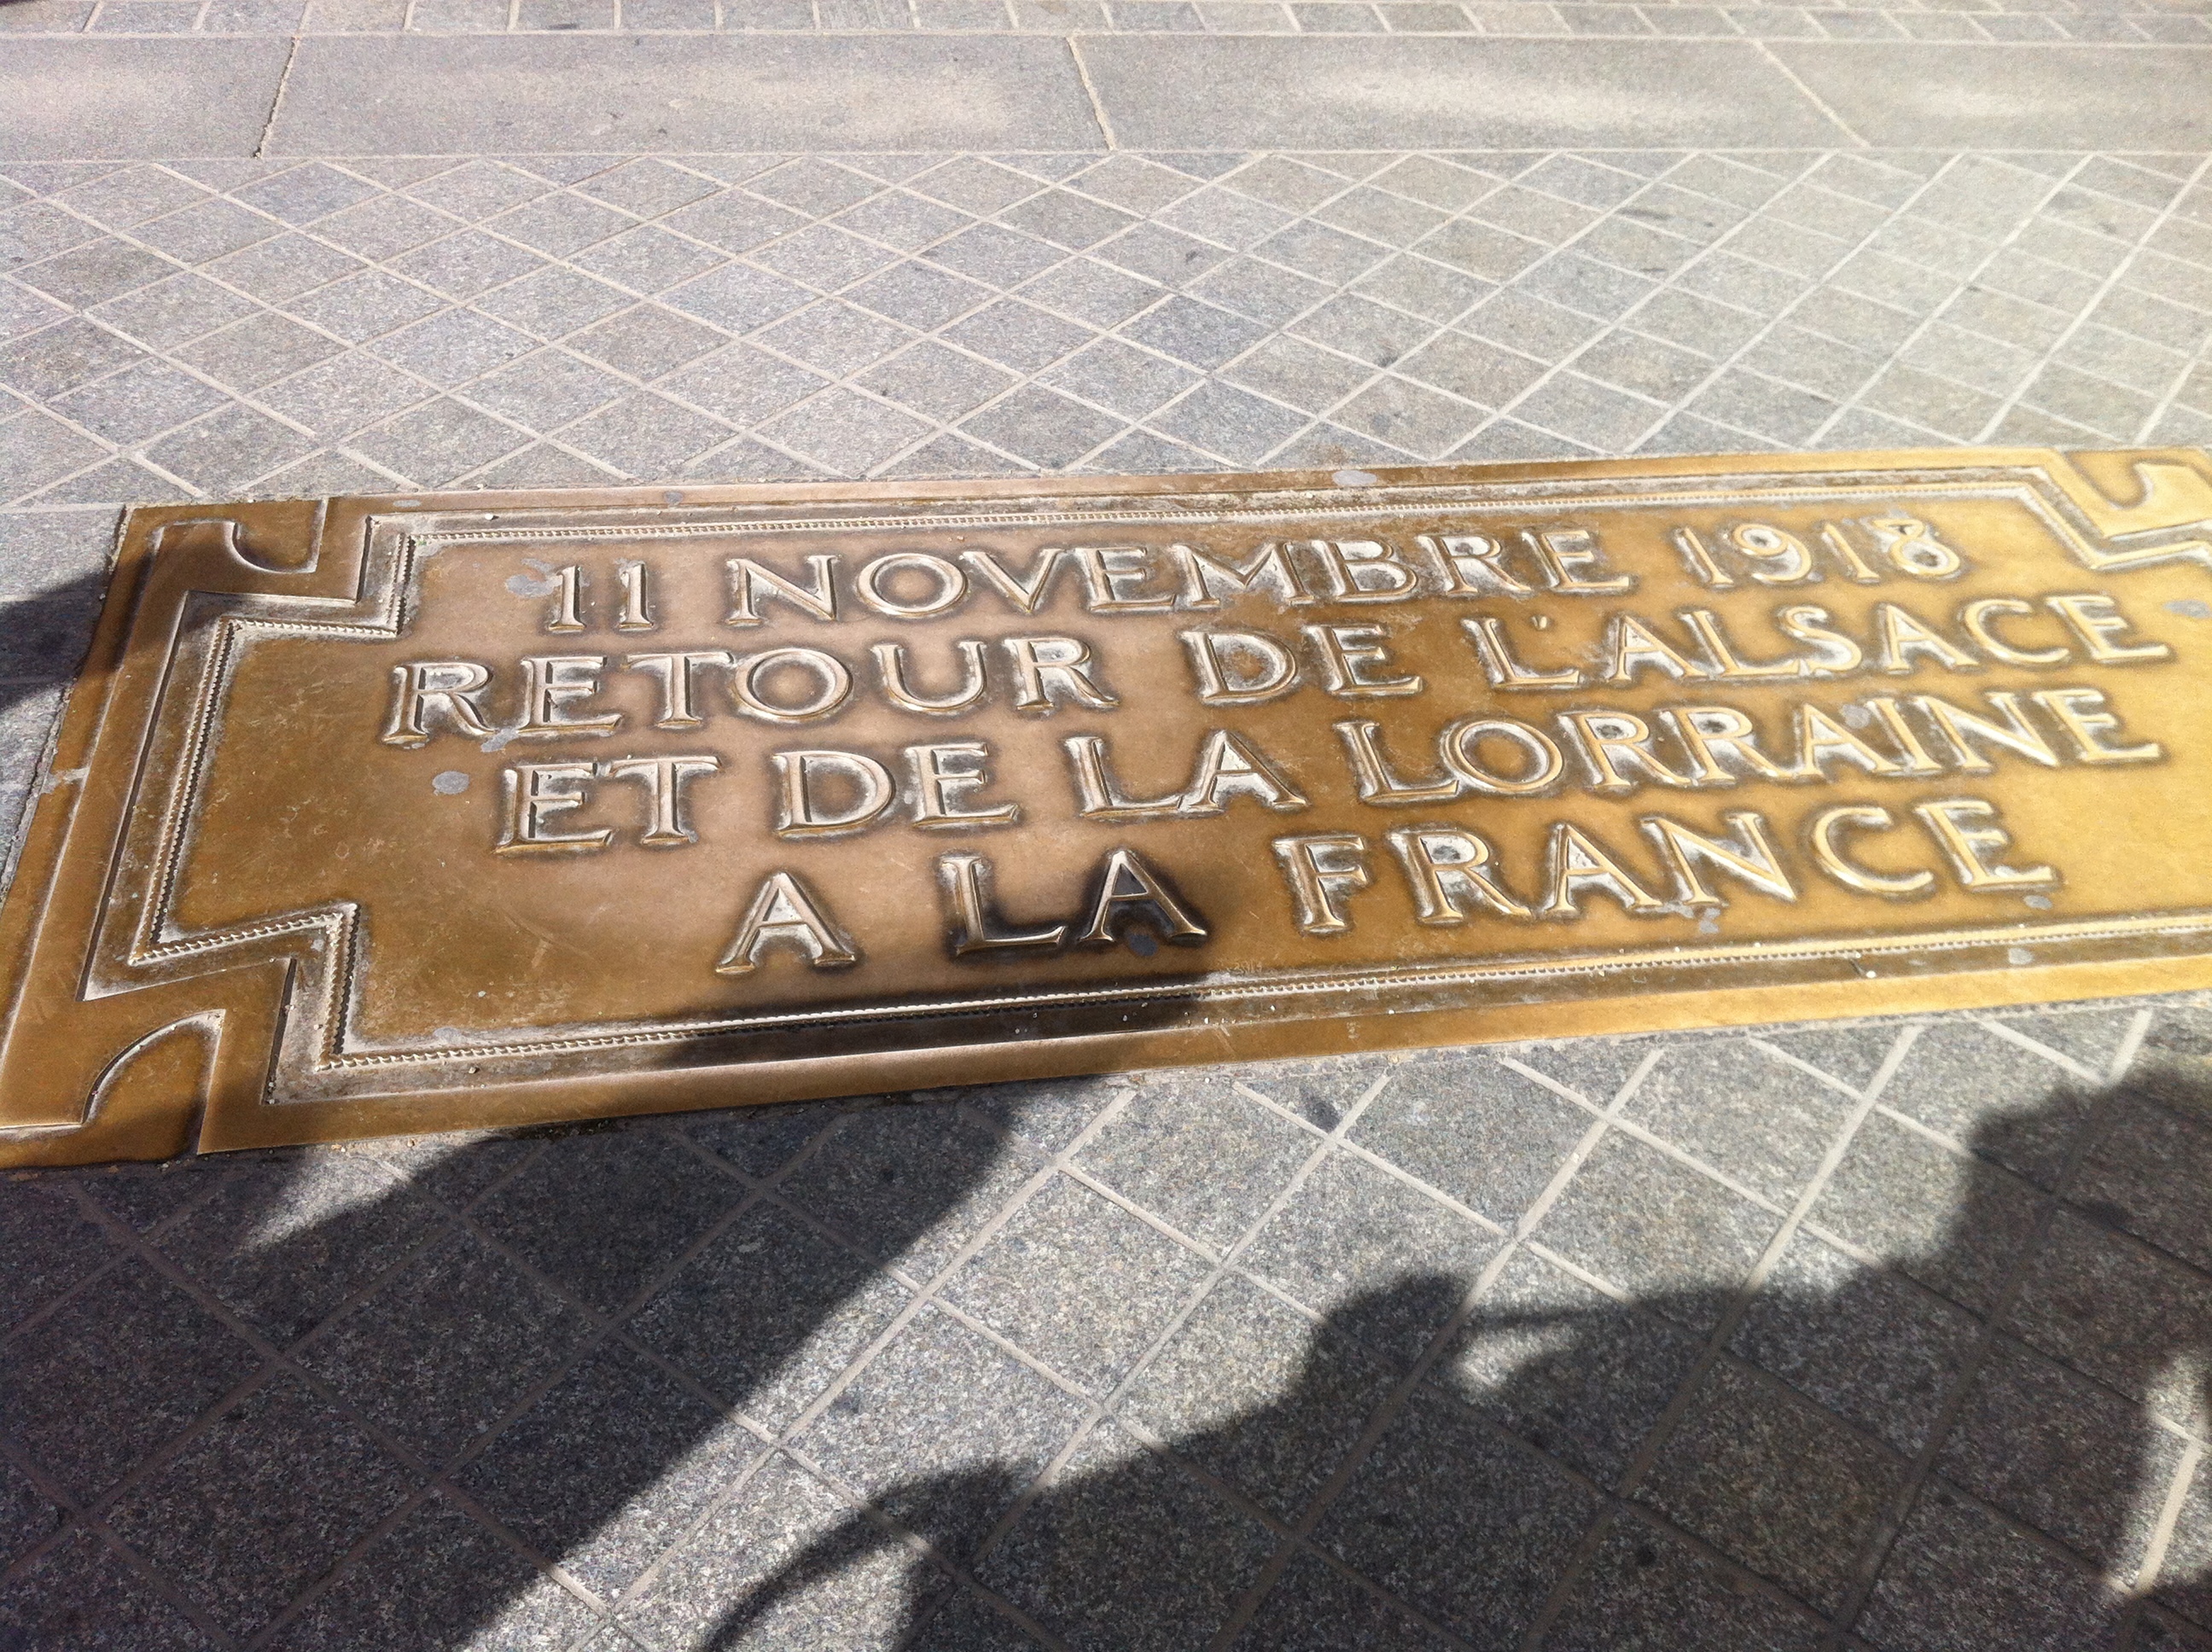 11 NOVEMBRE 1918
RETOUR DE L'ALSACE
ET DE LA LORRAINE
A LA FRANCE